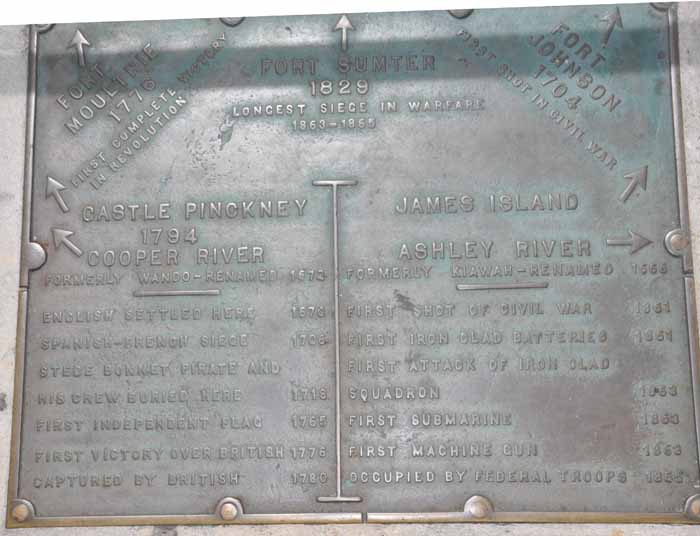 FORT
MOULTRIE
1776
FIRST COMPLETE VICTORY
IN REVOLUTION
FORT SUMTER
1829
LONGEST SIEGE IN WARFARE
1863-1865
FORT
JOHNSON
1704
FIRST SHOT IN CIVIL WAR
CASTLE PINCKNEY
1794
COOPER RIVER
FORMERLY WANDO-RENAMED
ENGLISH SETTLED HERE 1670
SPANISH-FRENCH SIEGE 1706
STEDE BONNET PIRATE AND
HIS CREW BURIED HERE 1718
FIRST INDEPENDENT FLAG 1765
FIRST VICTORY OVER BRITISH 1776
CAPTURED BY BRITISH 1780
JAMES ISLAND
ASHLEY RIVER
FORMERLY KIAWAH-RENAMED 1666
FIRST SHOT OF CIVIL WAR 1861
FIRST IRON CLAD BATTERIES 1861
FIRST ATTACK OF IRON CLAD
SQUADRON 1863
FIRST SUBMARINE 1863
FIRST MACHINE GUN 1863
OCCUPIED BY FEDERAL TROOPS 1865